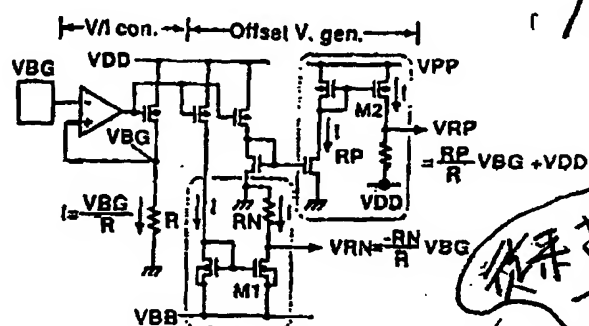 V/I con.
Offset V. gen.
VBG
VDD
VPP
VBG
M2
I
VRP
I
RP
= RP/R VBG + VDD
VDD
I = VBG/R
R
I
RN
I
VRN = -RN/R VBG
M1
VBB